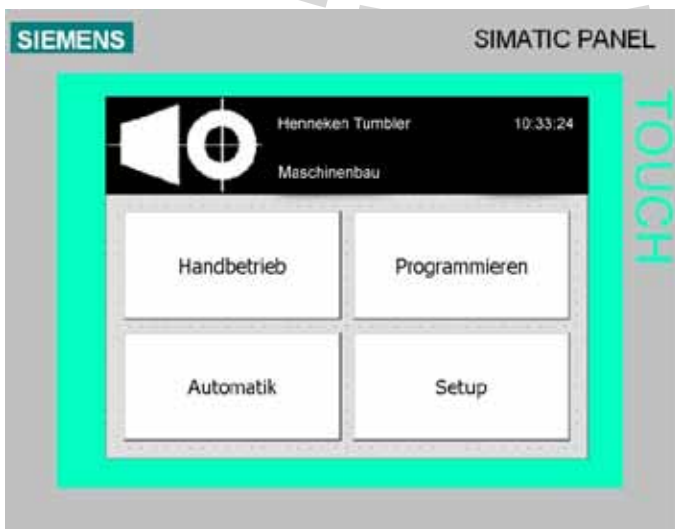 SIEMENS
SIMATIC PANEL
TOUCH
Henneken Tumbler
10:33:24
Maschinenbau
Handbetrieb
Programmieren
Automatik
Setup